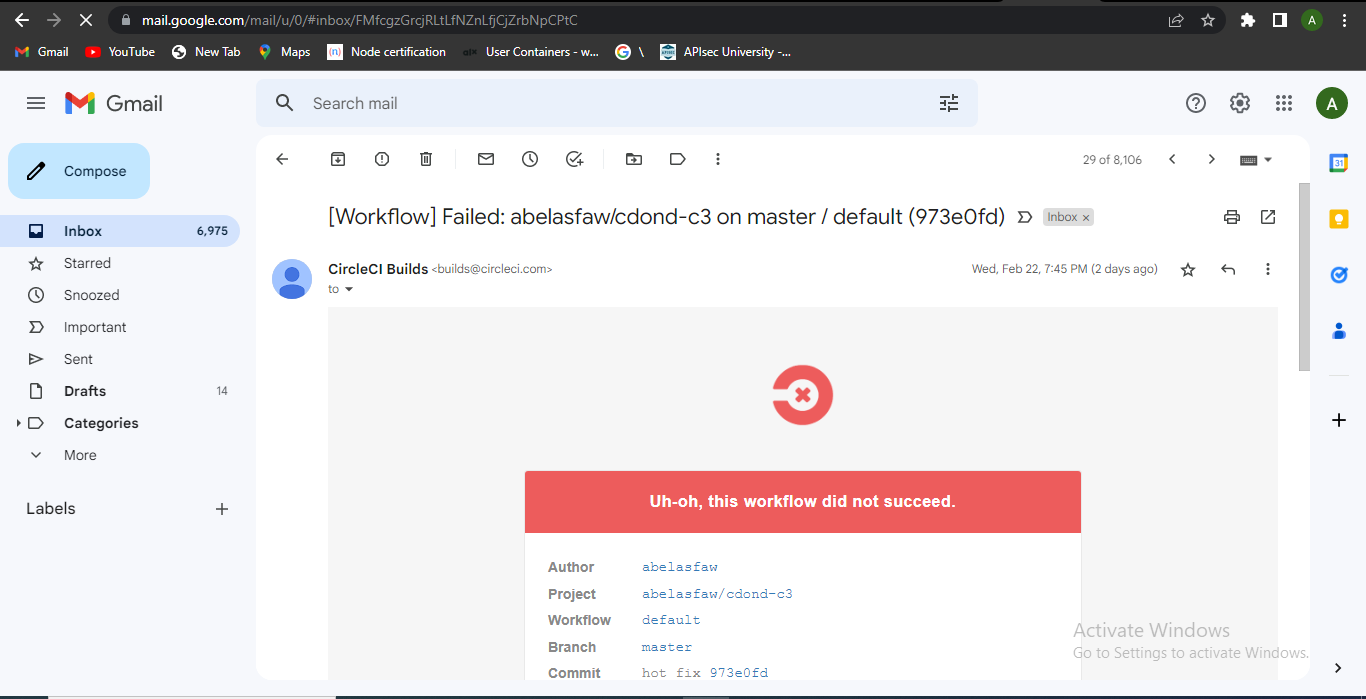 mail.google.com/mail/u/0/#inbox/FMfcgzGrcjRLtLfNZnLfjCjZrbNpCPtC
A
Gmail YouTube New Tab Maps Node certification User Containers - w... \ APIsec University -...
Gmail
Search mail
A
Compose
29 of 8,106
31
[Workflow] Failed: abelasfaw/cdond-c3 on master / default (973e0fd) Inbox ×
Inbox 6,975
Starred
Snoozed
Important
Sent
Drafts 14
Categories
More
Labels
CircleCI Builds <builds@circleci.com>
Wed, Feb 22, 7:45 PM (2 days ago)
to
Uh-oh, this workflow did not succeed.
Author abelasfaw
Project abelasfaw/cdond-c3
Workflow default
Branch master
Commit hot fix 973e0fd
Activate Windows
Go to Settings to activate Windows.